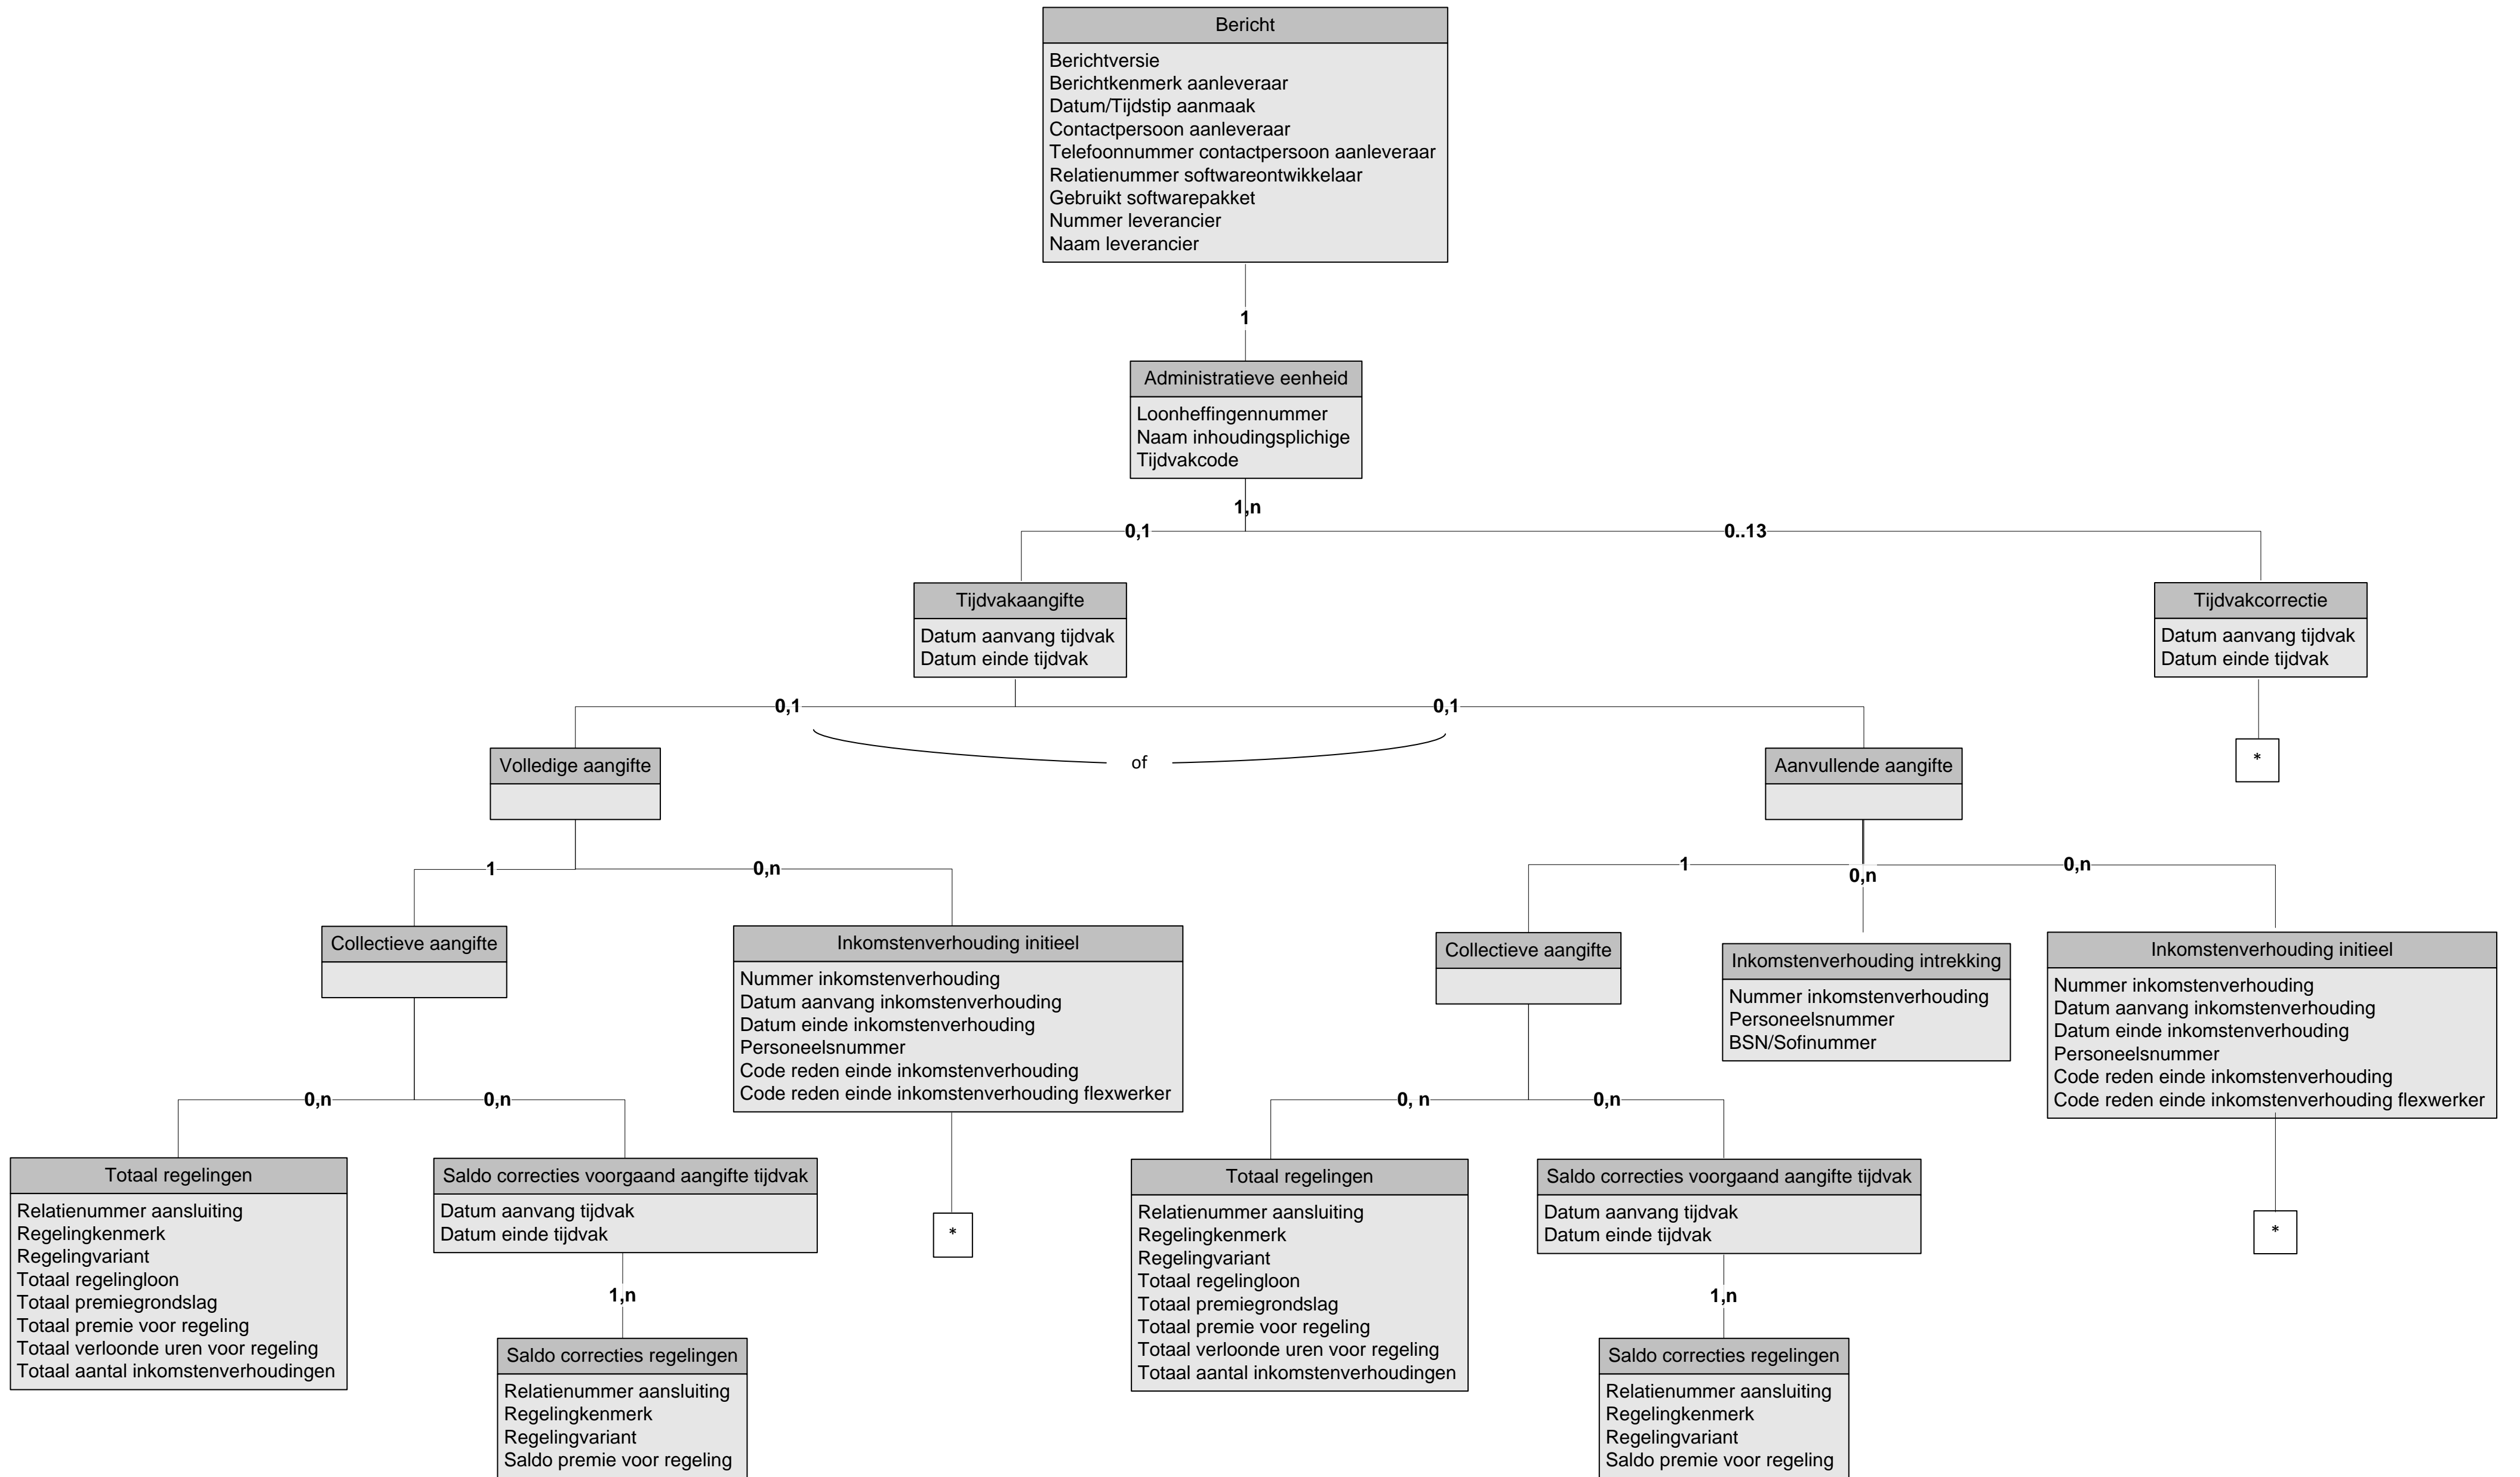 Bericht
Berichtversie
Berichtkenmerk aanleveraar
Datum/Tijdstip aanmaak
Contactpersoon aanleveraar
Telefoonnummer contactpersoon aanleveraar
Relatienummer softwareontwikkelaar
Gebruikt softwarepakket
Nummer leverancier
Naam leverancier
1
Administratieve eenheid
Loonheffingennummer
Naam inhoudingsplichige
Tijdvakcode
1,n
0,1
0..13
Tijdvakaangifte
Datum aanvang tijdvak
Datum einde tijdvak
Tijdvakcorrectie
Datum aanvang tijdvak
Datum einde tijdvak
*
0,1
0,1
of
Volledige aangifte
Aanvullende aangifte
1
0,n
Collectieve aangifte
Inkomstenverhouding initieel
Nummer inkomstenverhouding
Datum aanvang inkomstenverhouding
Datum einde inkomstenverhouding
Personeelsnummer
Code reden einde inkomstenverhouding
Code reden einde inkomstenverhouding flexwerker
*
0,n
0,n
Totaal regelingen
Relatienummer aansluiting
Regelingkenmerk
Regelingvariant
Totaal regelingloon
Totaal premiegrondslag
Totaal premie voor regeling
Totaal verloonde uren voor regeling
Totaal aantal inkomstenverhoudingen
Saldo correcties voorgaand aangifte tijdvak
Datum aanvang tijdvak
Datum einde tijdvak
1,n
Saldo correcties regelingen
Relatienummer aansluiting
Regelingkenmerk
Regelingvariant
Saldo premie voor regeling
1
0,n
0,n
Collectieve aangifte
Inkomstenverhouding intrekking
Nummer inkomstenverhouding
Personeelsnummer
BSN/Sofinummer
Inkomstenverhouding initieel
Nummer inkomstenverhouding
Datum aanvang inkomstenverhouding
Datum einde inkomstenverhouding
Personeelsnummer
Code reden einde inkomstenverhouding
Code reden einde inkomstenverhouding flexwerker
*
0, n
0,n
Totaal regelingen
Relatienummer aansluiting
Regelingkenmerk
Regelingvariant
Totaal regelingloon
Totaal premiegrondslag
Totaal premie voor regeling
Totaal verloonde uren voor regeling
Totaal aantal inkomstenverhoudingen
Saldo correcties voorgaand aangifte tijdvak
Datum aanvang tijdvak
Datum einde tijdvak
1,n
Saldo correcties regelingen
Relatienummer aansluiting
Regelingkenmerk
Regelingvariant
Saldo premie voor regeling